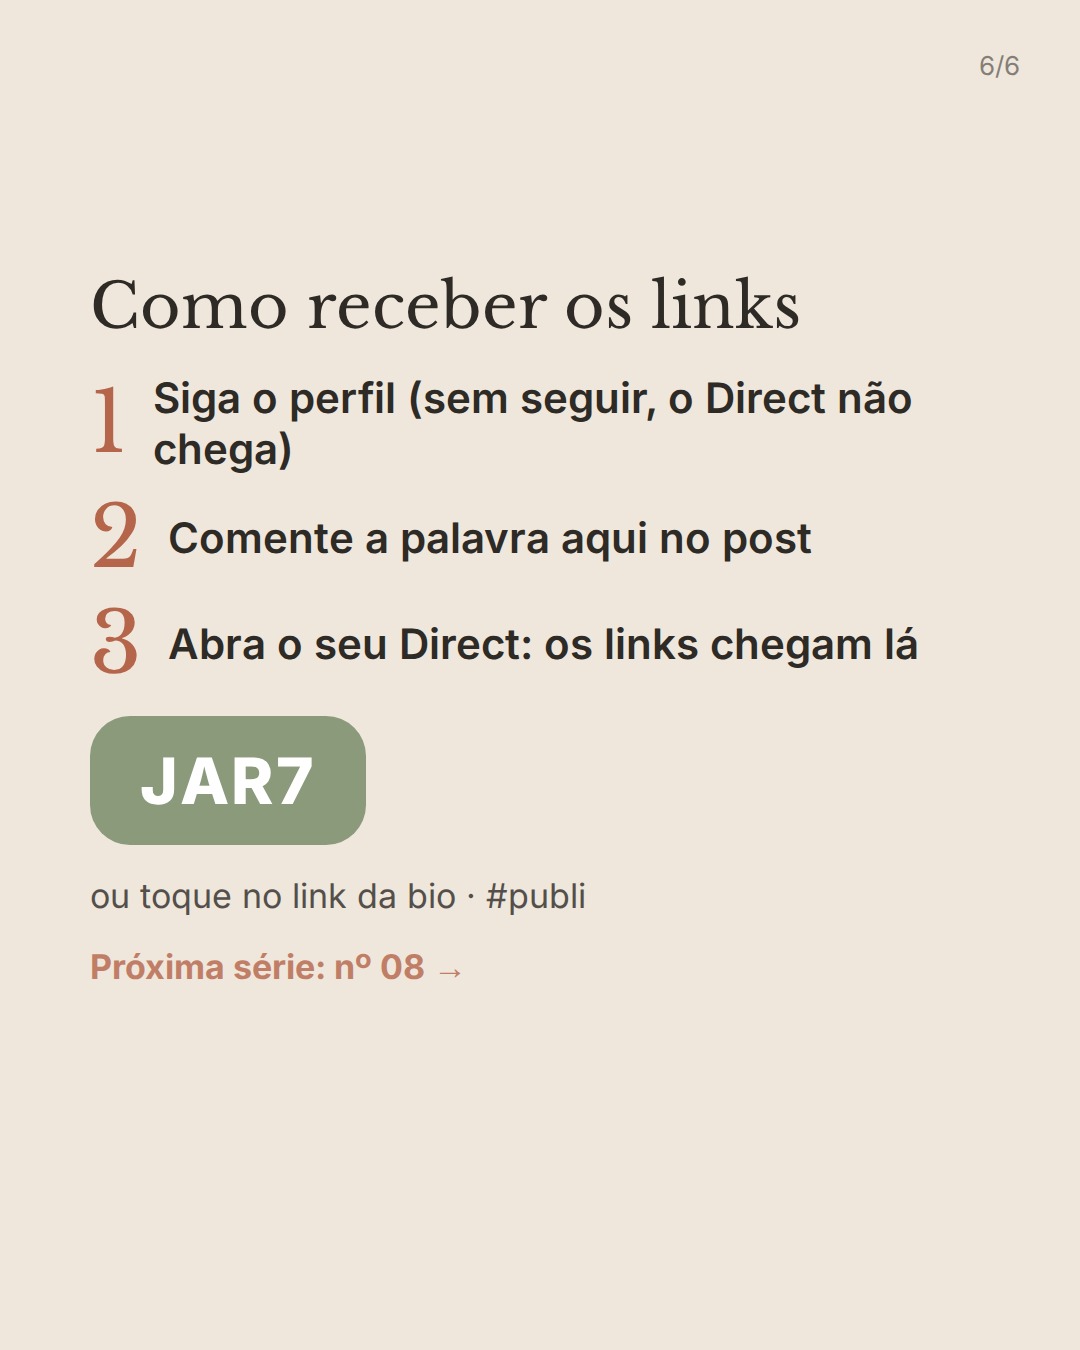 6/6
Como receber os links
1 Siga o perfil (sem seguir, o Direct não
chega)
2 Comente a palavra aqui no post
3 Abra o seu Direct: os links chegam lá
JAR7
ou toque no link da bio · #publi
Próxima série: nº 08 →